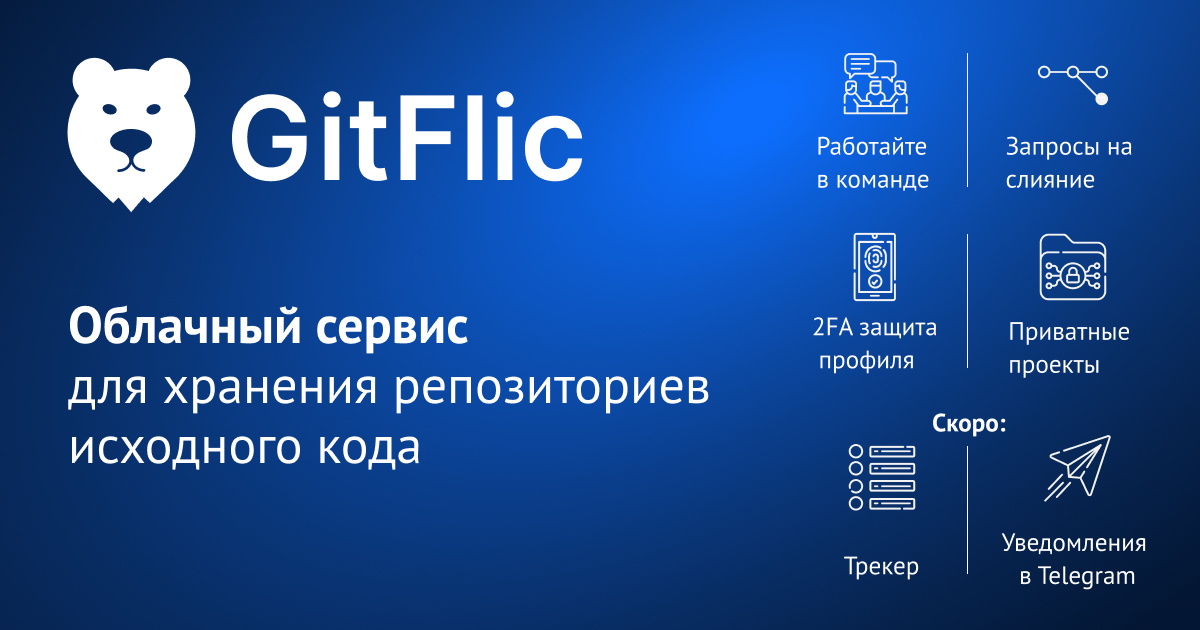 GitFlic
Облачный сервис
для хранения репозиториев
исходного кода
Работайте
в команде
Запросы на
слияние
2FA защита
профиля
Приватные
проекты
Скоро:
Трекер
Уведомления
в Telegram